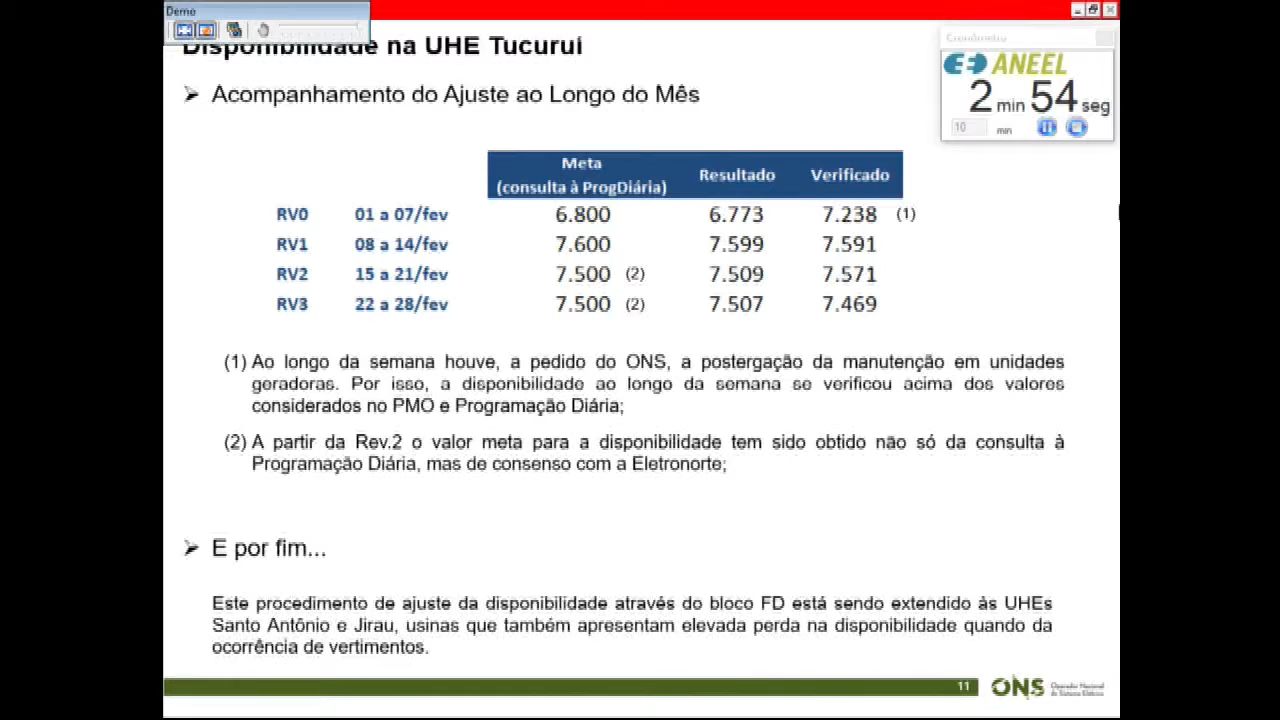 Demo
Disponibilidade na UHE Tucuruí
Cronômetro
ANEEL
2 min 54 seg
10 min
➢ Acompanhamento do Ajuste ao Longo do Mês
Meta (consulta à ProgDiária) Resultado Verificado
RV0 01 a 07/fev 6.800 6.773 7.238 (1)
RV1 08 a 14/fev 7.600 7.599 7.591
RV2 15 a 21/fev 7.500 (2) 7.509 7.571
RV3 22 a 28/fev 7.500 (2) 7.507 7.469
(1) Ao longo da semana houve, a pedido do ONS, a postergação da manutenção em unidades
geradoras. Por isso, a disponibilidade ao longo da semana se verificou acima dos valores
considerados no PMO e Programação Diária;
(2) A partir da Rev.2 o valor meta para a disponibilidade tem sido obtido não só da consulta à
Programação Diária, mas de consenso com a Eletronorte;
➢ E por fim...
Este procedimento de ajuste da disponibilidade através do bloco FD está sendo extendido às UHEs
Santo Antônio e Jirau, usinas que também apresentam elevada perda na disponibilidade quando da
ocorrência de vertimentos.
11
ONS Operador Nacional
do Sistema Elétrico